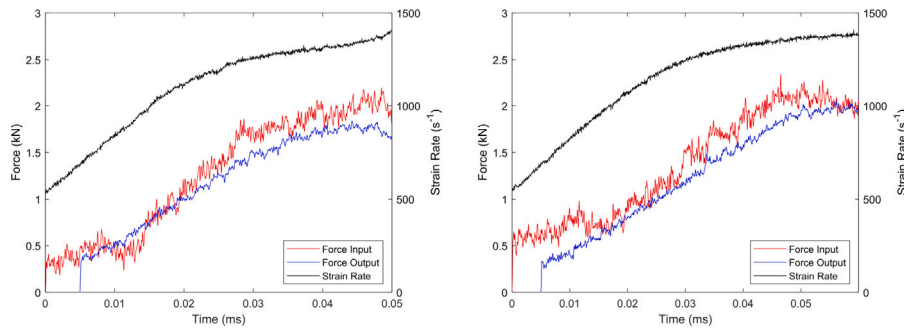 3
2.5
2
1.5
1
0.5
0
Force (kN)
1500
1000
500
0
Strain Rate (s⁻¹)
0
0.01
0.02
0.03
0.04
0.05
Time (ms)
Force Input
Force Output
Strain Rate
3
2.5
2
1.5
1
0.5
0
Force (kN)
1500
1000
500
0
Strain Rate (s⁻¹)
0
0.01
0.02
0.03
0.04
0.05
Time (ms)
Force Input
Force Output
Strain Rate